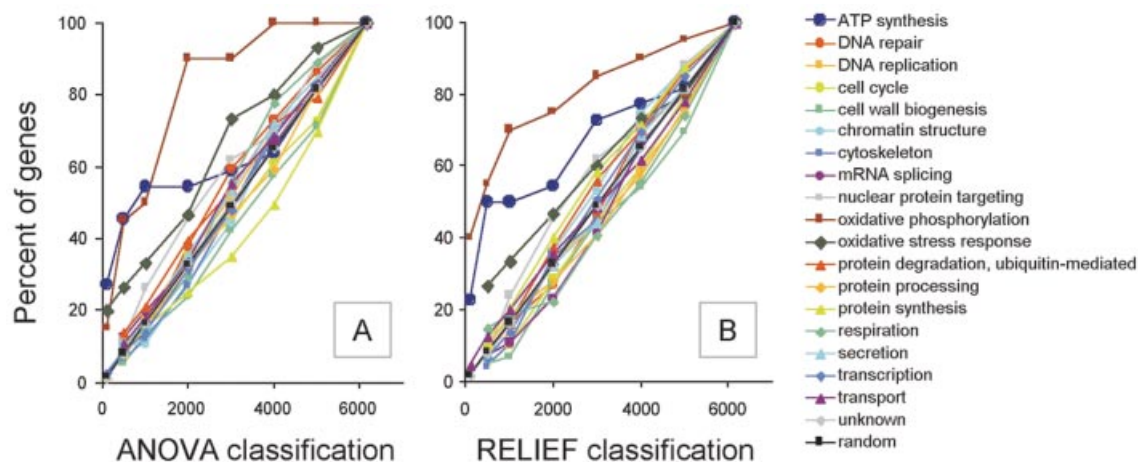 Percent of genes
100
80
60
40
20
0
A
0
2000
4000
6000
ANOVA classification
100
80
60
40
20
0
B
0
2000
4000
6000
RELIEF classification
ATP synthesis
DNA repair
DNA replication
cell cycle
cell wall biogenesis
chromatin structure
cytoskeleton
mRNA splicing
nuclear protein targeting
oxidative phosphorylation
oxidative stress response
protein degradation, ubiquitin-mediated
protein processing
protein synthesis
respiration
secretion
transcription
transport
unknown
random